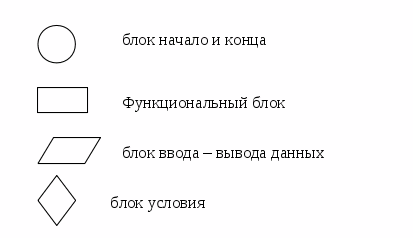 блок начало и конца
Функциональный блок
блок ввода – вывода данных
блок условия